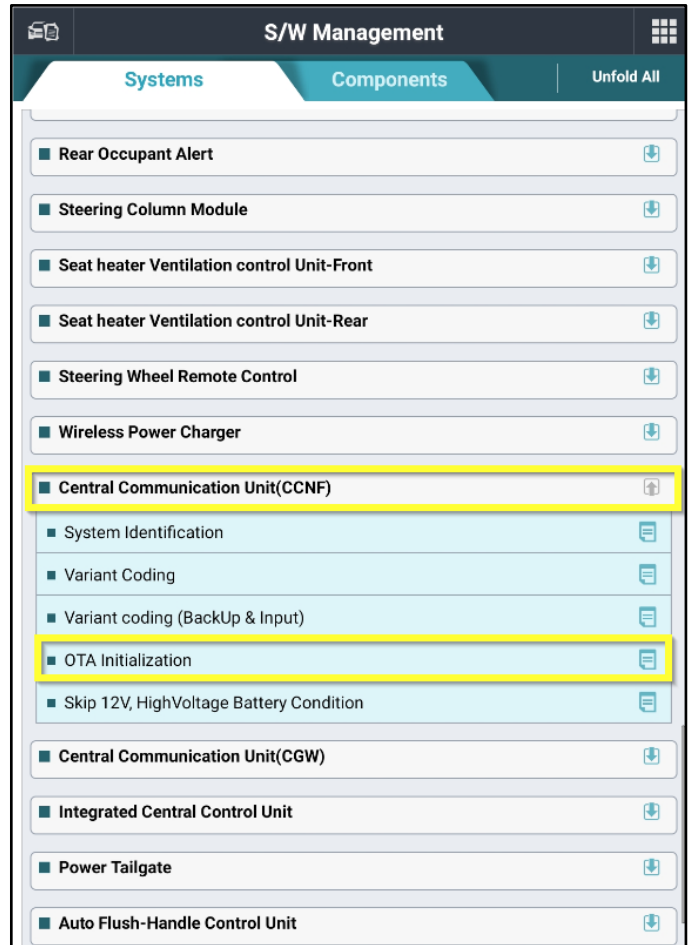 S/W Management
Systems
Components
Unfold All
Rear Occupant Alert
Steering Column Module
Seat heater Ventilation control Unit-Front
Seat heater Ventilation control Unit-Rear
Steering Wheel Remote Control
Wireless Power Charger
Central Communication Unit(CCNF)
System Identification
Variant Coding
Variant coding (BackUp & Input)
OTA Initialization
Skip 12V, HighVoltage Battery Condition
Central Communication Unit(CGW)
Integrated Central Control Unit
Power Tailgate
Auto Flush-Handle Control Unit